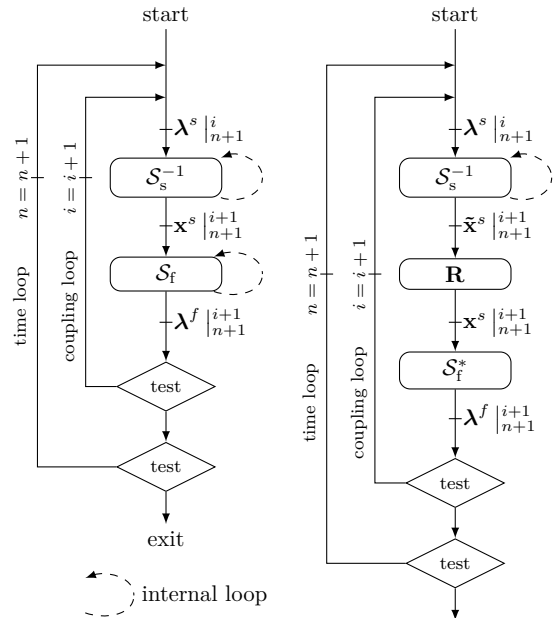 start
λ^s |^i_{n+1}
S_s^{-1}
x^s |^{i+1}_{n+1}
S_f
λ^f |^{i+1}_{n+1}
test
test
exit
n = n + 1
time loop
i = i + 1
coupling loop
internal loop
start
λ^s |^i_{n+1}
S_s^{-1}
x̃^s |^{i+1}_{n+1}
R
x^s |^{i+1}_{n+1}
S_f^*
λ^f |^{i+1}_{n+1}
test
test
n = n + 1
time loop
i = i + 1
coupling loop